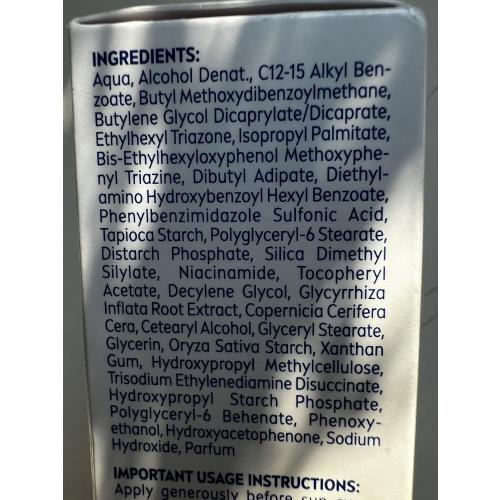 INGREDIENTS:
Aqua, Alcohol Denat., C12-15 Alkyl Ben-
zoate, Butyl Methoxydibenzoylmethane,
Butylene Glycol Dicaprylate/Dicaprate,
Ethylhexyl Triazone, Isopropyl Palmitate,
Bis-Ethylhexyloxyphenol Methoxyphe-
nyl Triazine, Dibutyl Adipate, Diethyl-
amino Hydroxybenzoyl Hexyl Benzoate,
Phenylbenzimidazole Sulfonic Acid,
Tapioca Starch, Polyglyceryl-6 Stearate,
Distarch Phosphate, Silica Dimethyl
Silylate, Niacinamide, Tocopheryl
Acetate, Decylene Glycol, Glycyrrhiza
Inflata Root Extract, Copernicia Cerifera
Cera, Cetearyl Alcohol, Glyceryl Stearate,
Glycerin, Oryza Sativa Starch, Xanthan
Gum, Hydroxypropyl Methylcellulose,
Trisodium Ethylenediamine Disuccinate,
Hydroxypropyl Starch Phosphate,
Polyglyceryl-6 Behenate, Phenoxy-
ethanol, Hydroxyacetophenone, Sodium
Hydroxide, Parfum
IMPORTANT USAGE INSTRUCTIONS:
Apply generously before sun